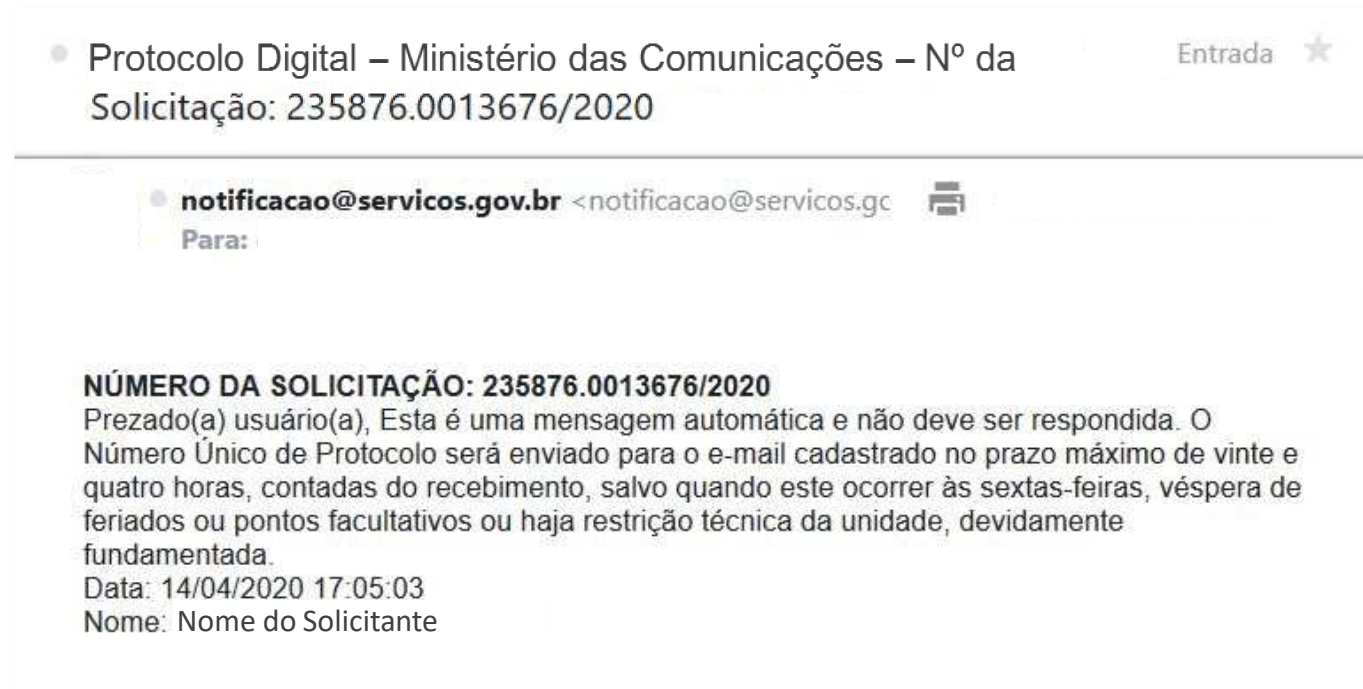 Protocolo Digital – Ministério das Comunicações – Nº da
Entrada
Solicitação: 235876.0013676/2020
notificacao@servicos.gov.br <notificacao@servicos.gc
Para:
NÚMERO DA SOLICITAÇÃO: 235876.0013676/2020
Prezado(a) usuário(a), Esta é uma mensagem automática e não deve ser respondida. O
Número Único de Protocolo será enviado para o e-mail cadastrado no prazo máximo de vinte e
quatro horas, contadas do recebimento, salvo quando este ocorrer às sextas-feiras, véspera de
feriados ou pontos facultativos ou haja restrição técnica da unidade, devidamente
fundamentada.
Data: 14/04/2020 17:05:03
Nome: Nome do Solicitante